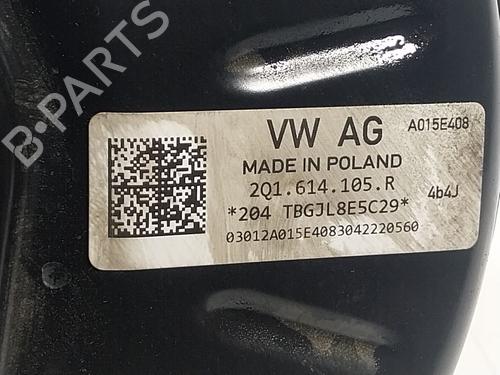 B-PARTS
VW AG
A015E408
MADE IN POLAND
2Q1.614.105.R
4b4J
*204 TBGJL8E5C29*
03012A015E4083042220560